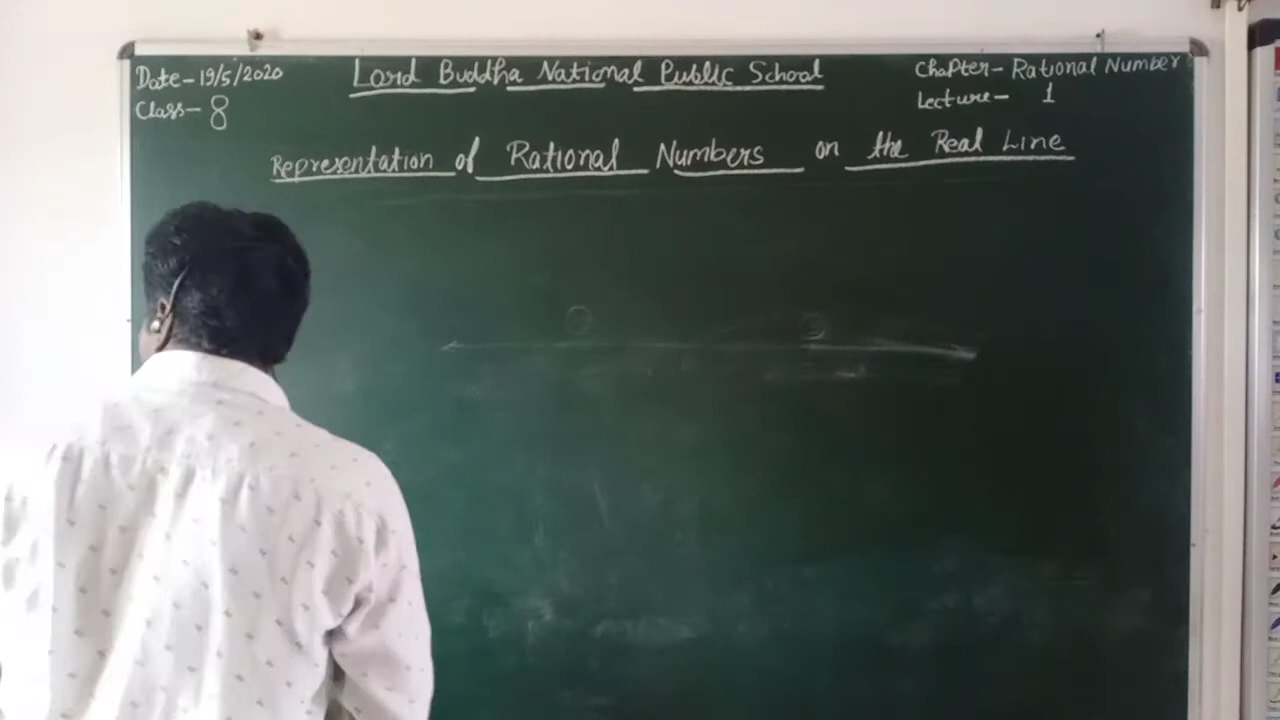 Date-19/5/2020
Class-8
Lord Buddha National Public School
Chapter-Rational Number
Lecture- 1
Representation of Rational Numbers on the Real Line